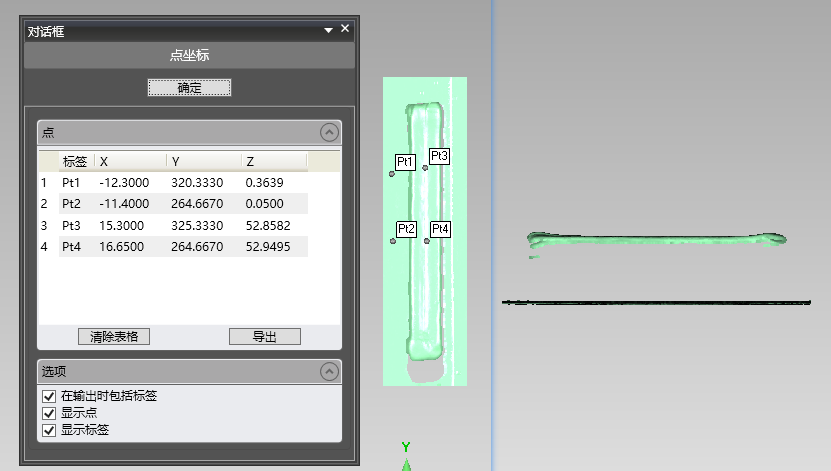 对话框
点坐标
确定
点
标签 X Y Z
1 Pt1 -12.3000 320.3330 0.3639
2 Pt2 -11.4000 264.6670 0.0500
3 Pt3 15.3000 325.3330 52.8582
4 Pt4 16.6500 264.6670 52.9495
清除表格 导出
选项
在输出时包括标签
显示点
显示标签
Pt1 Pt3
Pt2 Pt4
Y